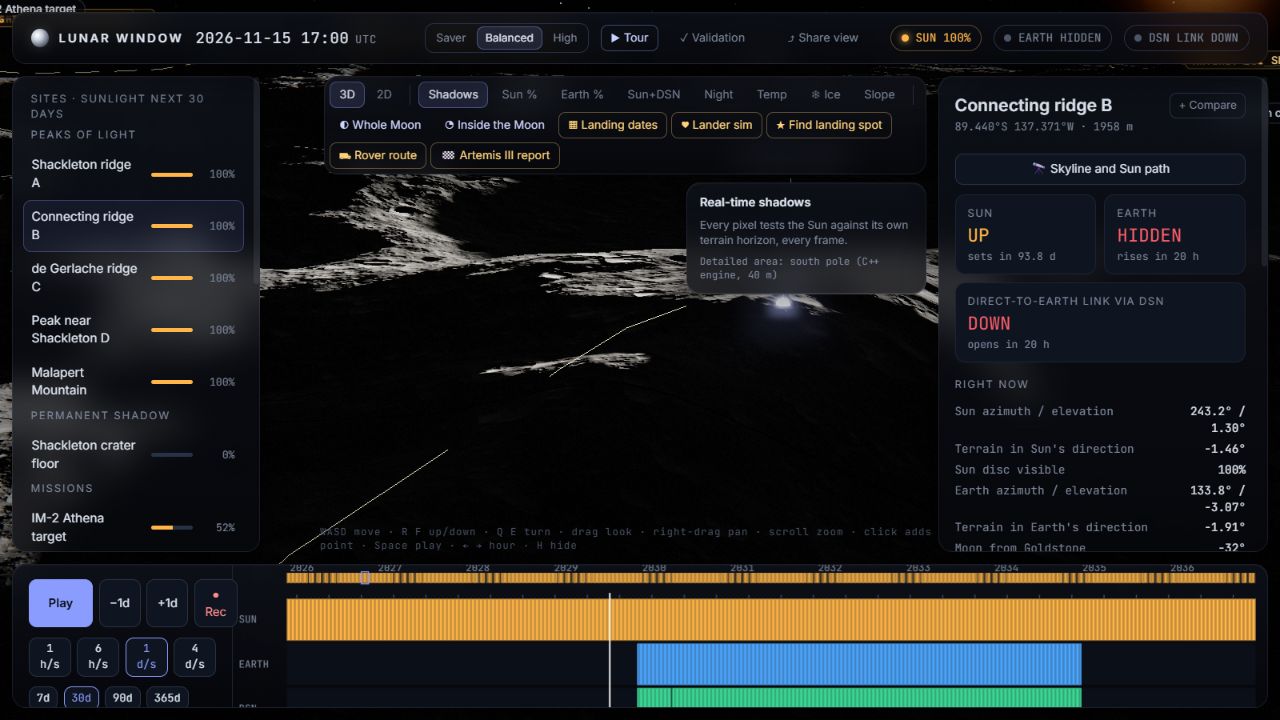 Athena target
LUNAR WINDOW
2026-11-15 17:00 UTC
Saver
Balanced
High
▶ Tour
✓ Validation
⤴ Share view
SUN 100%
EARTH HIDDEN
DSN LINK DOWN
SITES · SUNLIGHT NEXT 30
DAYS
PEAKS OF LIGHT
Shackleton ridge
A
100%
Connecting ridge
B
100%
de Gerlache ridge
C
100%
Peak near
Shackleton D
100%
Malapert
Mountain
100%
PERMANENT SHADOW
Shackleton crater
floor
0%
MISSIONS
IM-2 Athena
target
52%
3D
2D
Shadows
Sun %
Earth %
Sun+DSN
Night
Temp
❄ Ice
Slope
Whole Moon
Inside the Moon
Landing dates
Lander sim
Find landing spot
Rover route
Artemis III report
Real-time shadows
Every pixel tests the Sun against its own
terrain horizon, every frame.
Detailed area: south pole (C++
engine, 40 m)
WASD move · R F up/down · Q E turn · drag look · right-drag pan · scroll zoom · click adds
point · Space play · ← → hour · H hide
Connecting ridge B
+ Compare
89.440°S 137.371°W · 1958 m
Skyline and Sun path
SUN
UP
sets in 93.8 d
EARTH
HIDDEN
rises in 20 h
DIRECT-TO-EARTH LINK VIA DSN
DOWN
opens in 20 h
RIGHT NOW
Sun azimuth / elevation
243.2° /
1.30°
Terrain in Sun's direction
-1.46°
Sun disc visible
100%
Earth azimuth / elevation
133.8° /
-3.07°
Terrain in Earth's direction
-1.91°
Moon from Goldstone
-32°
Play
−1d
+1d
Rec
1
h/s
6
h/s
1
d/s
4
d/s
7d
30d
90d
365d
2026
2027
2028
2029
2030
2031
2032
2033
2034
2035
2036
SUN
EARTH
DSN